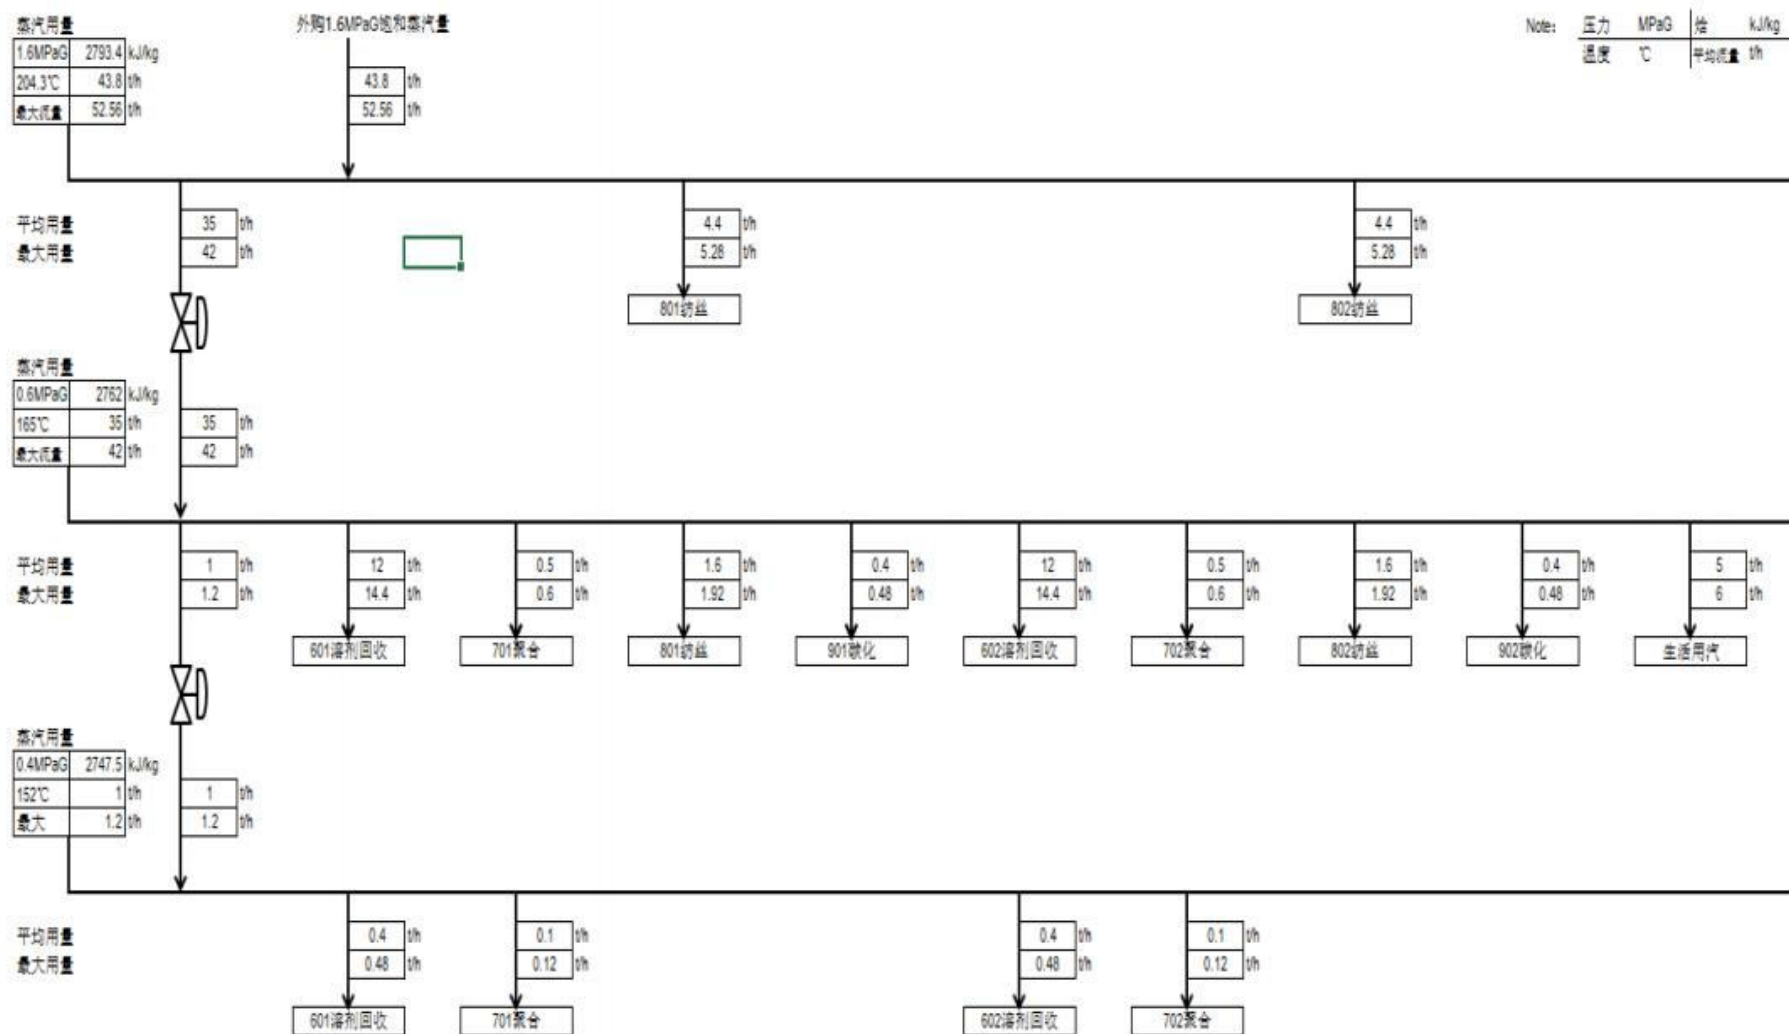 蒸汽用量 外购1.6MPaG饱和蒸汽量 Note: 压力 MPaG 焓 kJ/kg
1.6MPaG 2793.4 kJ/kg 温度 ℃ 平均流量 t/h
204.3℃ 43.8 t/h 43.8 t/h
最大流量 52.56 t/h 52.56 t/h
平均用量 35 t/h 4.4 t/h 4.4 t/h
最大用量 42 t/h 5.28 t/h 5.28 t/h
801纺丝 802纺丝
蒸汽用量
0.6MPaG 2762 kJ/kg
165℃ 35 t/h 35 t/h
最大流量 42 t/h 42 t/h
平均用量 1 t/h 12 t/h 0.5 t/h 1.6 t/h 0.4 t/h 12 t/h 0.5 t/h 1.6 t/h 0.4 t/h 5 t/h
最大用量 1.2 t/h 14.4 t/h 0.6 t/h 1.92 t/h 0.48 t/h 14.4 t/h 0.6 t/h 1.92 t/h 0.48 t/h 6 t/h
601溶剂回收 701聚合 801纺丝 901碳化 602溶剂回收 702聚合 802纺丝 902碳化 生活用汽
蒸汽用量
0.4MPaG 2747.5 kJ/kg
152℃ 1 t/h 1 t/h
最大 1.2 t/h 1.2 t/h
平均用量 0.4 t/h 0.1 t/h 0.4 t/h 0.1 t/h
最大用量 0.48 t/h 0.12 t/h 0.48 t/h 0.12 t/h
601溶剂回收 701聚合 602溶剂回收 702聚合